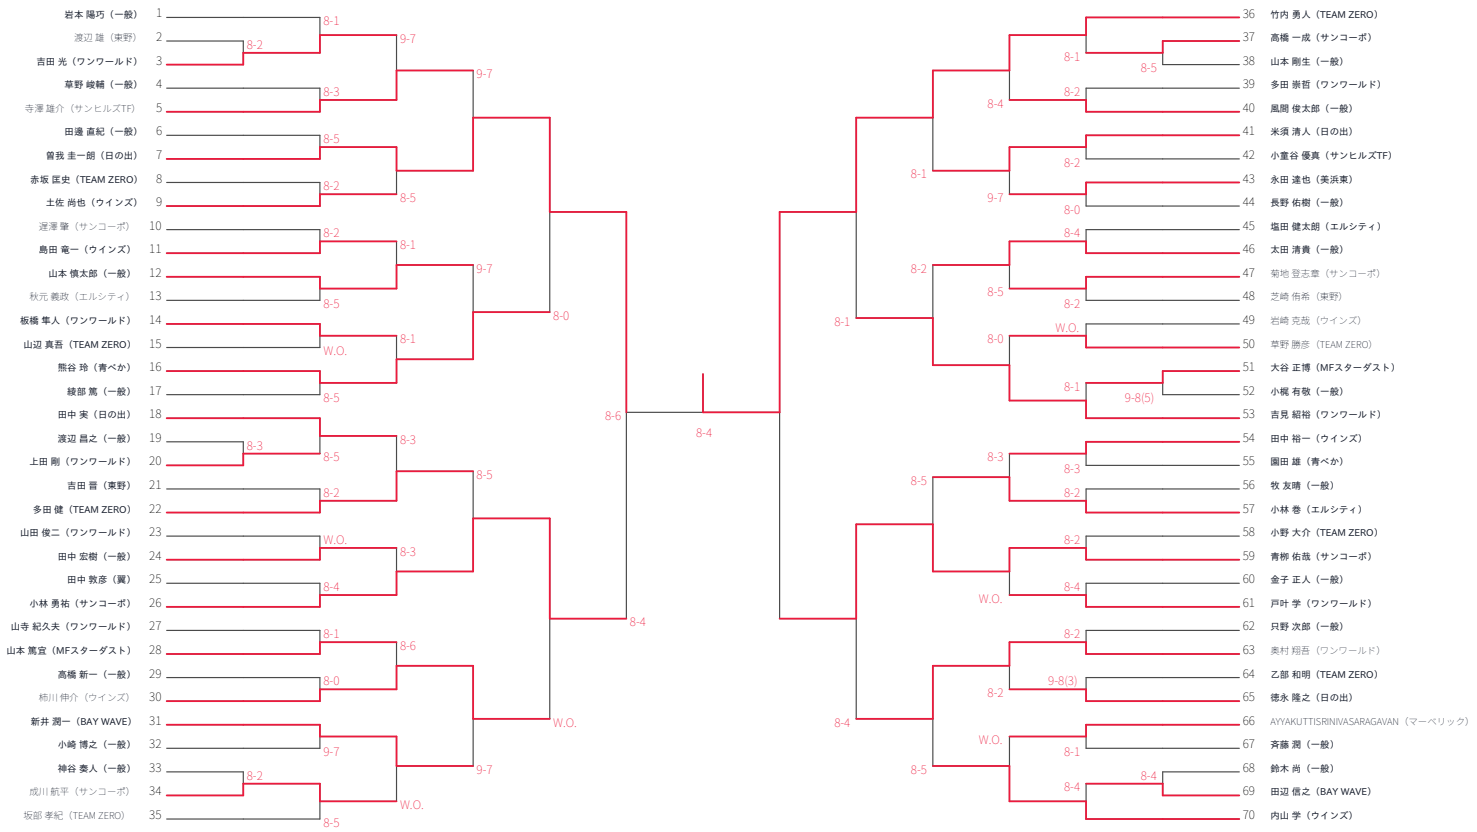 岩本 陽巧（一般） 1
渡辺 雄（東野） 2
吉田 光（ワンワールド） 3
草野 峻輔（一般） 4
寺澤 雄介（サンヒルズTF） 5
田邊 直紀（一般） 6
曽我 圭一朗（日の出） 7
赤坂 匡史（TEAM ZERO） 8
土佐 尚也（ウインズ） 9
遅澤 肇（サンコーポ） 10
島田 竜一（ウインズ） 11
山本 慎太郎（一般） 12
秋元 義政（エルシティ） 13
板橋 隼人（ワンワールド） 14
山辺 真吾（TEAM ZERO） 15
熊谷 玲（青べか） 16
綾部 篤（一般） 17
田中 実（日の出） 18
渡辺 昌之（一般） 19
上田 剛（ワンワールド） 20
吉田 晋（東野） 21
多田 健（TEAM ZERO） 22
山田 俊二（ワンワールド） 23
田中 宏樹（一般） 24
田中 敦彦（翼） 25
小林 勇祐（サンコーポ） 26
山寺 紀久夫（ワンワールド） 27
山本 篤宜（MFスターダスト） 28
高橋 新一（一般） 29
柿川 伸介（ウインズ） 30
新井 潤一（BAY WAVE） 31
小崎 博之（一般） 32
神谷 奏人（一般） 33
成川 航平（サンコーポ） 34
坂部 孝紀（TEAM ZERO） 35
8-2
8-1
8-3
8-5
8-2
8-2
8-5
W.O.
8-5
8-3
8-5
8-2
W.O.
8-4
8-1
8-0
9-7
8-2
8-5
9-7
8-5
8-1
8-1
8-3
8-3
8-6
W.O.
9-7
9-7
8-5
9-7
8-0
W.O.
8-6
8-4
8-4
8-1
8-4
8-5
8-4
8-1
8-2
8-0
8-3
W.O.
8-2
W.O.
8-4
9-7
8-5
8-1
8-2
8-2
8-0
8-4
8-2
W.O.
8-1
8-3
8-2
8-2
8-4
8-2
9-8(3)
8-1
8-4
8-5
9-8(5)
8-4
8-5
36 竹内 勇人（TEAM ZERO）
37 高橋 一成（サンコーポ）
38 山本 剛生（一般）
39 多田 崇哲（ワンワールド）
40 風間 俊太郎（一般）
41 米須 清人（日の出）
42 小童谷 優真（サンヒルズTF）
43 永田 達也（美浜東）
44 長野 佑樹（一般）
45 塩田 健太朗（エルシティ）
46 太田 清貴（一般）
47 菊地 登志章（サンコーポ）
48 芝崎 侑希（東野）
49 岩崎 克哉（ウインズ）
50 草野 勝彦（TEAM ZERO）
51 大谷 正博（MFスターダスト）
52 小梶 有敬（一般）
53 吉見 紹裕（ワンワールド）
54 田中 裕一（ウインズ）
55 園田 雄（青べか）
56 牧 友晴（一般）
57 小林 巻（エルシティ）
58 小野 大介（TEAM ZERO）
59 青栁 佑哉（サンコーポ）
60 金子 正人（一般）
61 戸叶 学（ワンワールド）
62 只野 次郎（一般）
63 奥村 翔吾（ワンワールド）
64 乙部 和明（TEAM ZERO）
65 徳永 隆之（日の出）
66 AYYAKUTTISRINIVASARAGAVAN（マーベリック）
67 斉藤 潤（一般）
68 鈴木 尚（一般）
69 田辺 信之（BAY WAVE）
70 内山 学（ウインズ）